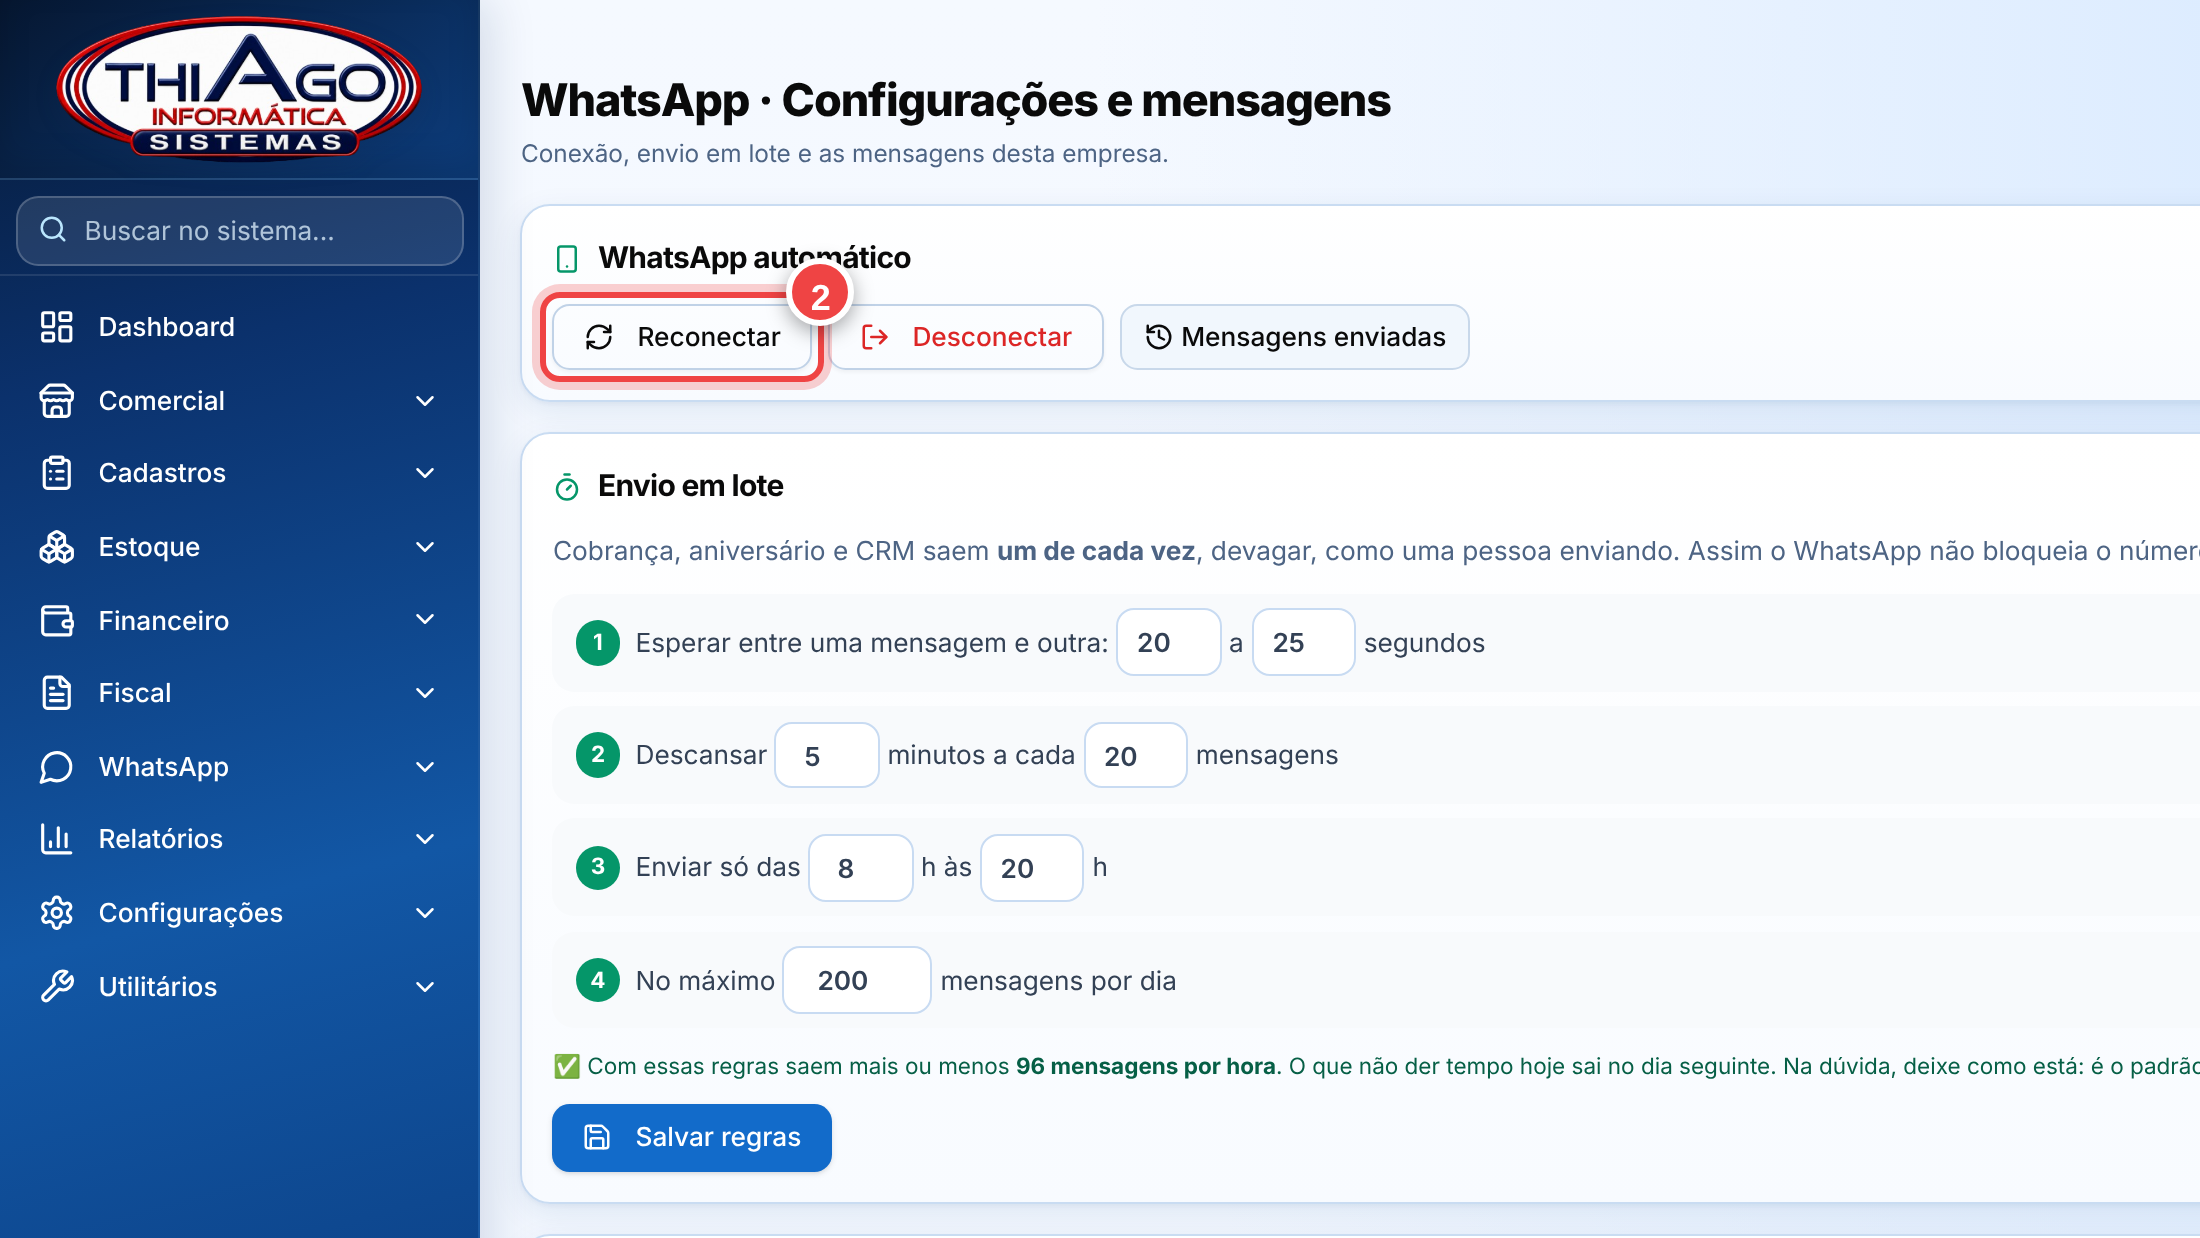 THIAGO
INFORMÁTICA
SISTEMAS
Buscar no sistema...
Dashboard
Comercial
Cadastros
Estoque
Financeiro
Fiscal
WhatsApp
Relatórios
Configurações
Utilitários
WhatsApp · Configurações e mensagens
Conexão, envio em lote e as mensagens desta empresa.
WhatsApp automático
2
Reconectar
Desconectar
Mensagens enviadas
Envio em lote
Cobrança, aniversário e CRM saem um de cada vez, devagar, como uma pessoa enviando. Assim o WhatsApp não bloqueia o
1 Esperar entre uma mensagem e outra: 20 a 25 segundos
2 Descansar 5 minutos a cada 20 mensagens
3 Enviar só das 8 h às 20 h
4 No máximo 200 mensagens por dia
✅ Com essas regras saem mais ou menos 96 mensagens por hora. O que não der tempo hoje sai no dia seguinte. Na dúvida, deixe como está: é o
Salvar regras